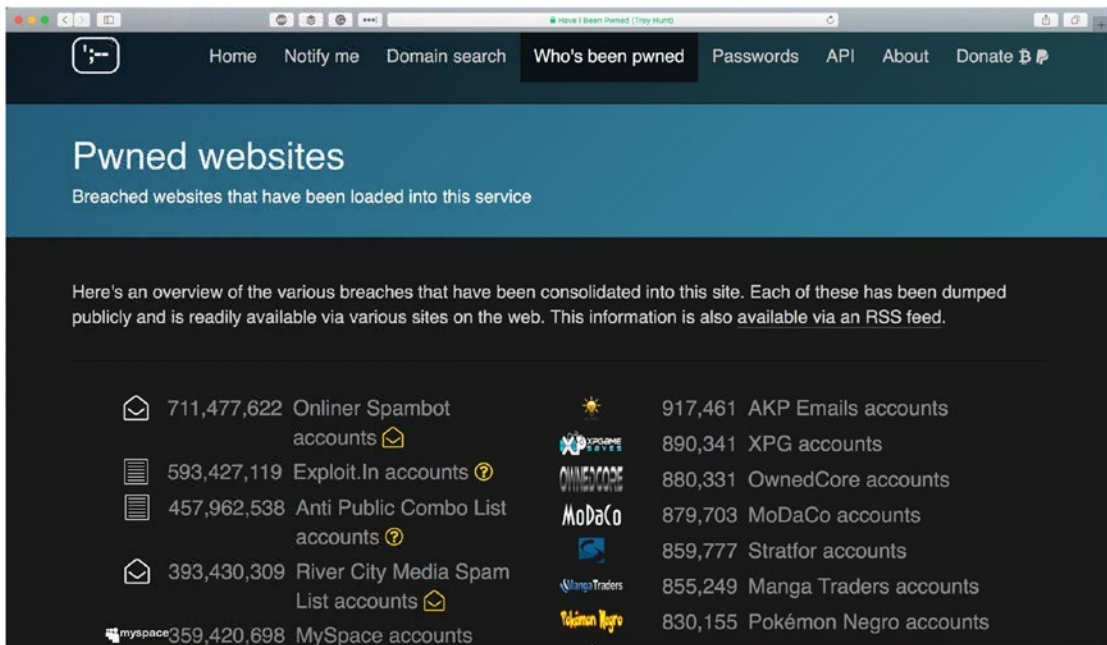 Have I Been Pwned (Troy Hunt)
';--
Home Notify me Domain search Who's been pwned Passwords API About Donate
Pwned websites
Breached websites that have been loaded into this service
Here's an overview of the various breaches that have been consolidated into this site. Each of these has been dumped
publicly and is readily available via various sites on the web. This information is also available via an RSS feed.
711,477,622 Onliner Spambot
accounts
593,427,119 Exploit.In accounts ?
457,962,538 Anti Public Combo List
accounts ?
393,430,309 River City Media Spam
List accounts
myspace 359,420,698 MySpace accounts
917,461 AKP Emails accounts
XPGAME SAVES 890,341 XPG accounts
OWNEDCORE 880,331 OwnedCore accounts
MoDaCo 879,703 MoDaCo accounts
859,777 Stratfor accounts
MangaTraders 855,249 Manga Traders accounts
Pokémon Negro 830,155 Pokémon Negro accounts